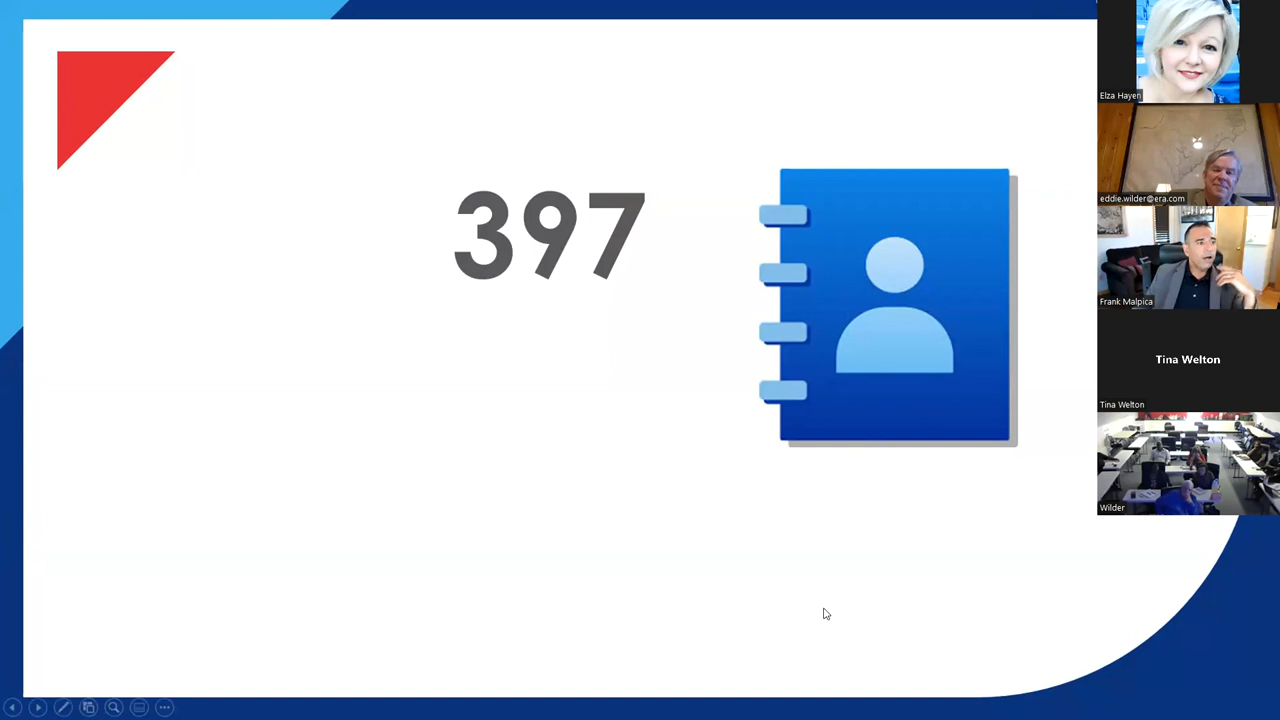 397
Elza Hayen
eddie.wilder@era.com
Frank Malpica
Tina Welton
Tina Welton
Wilder